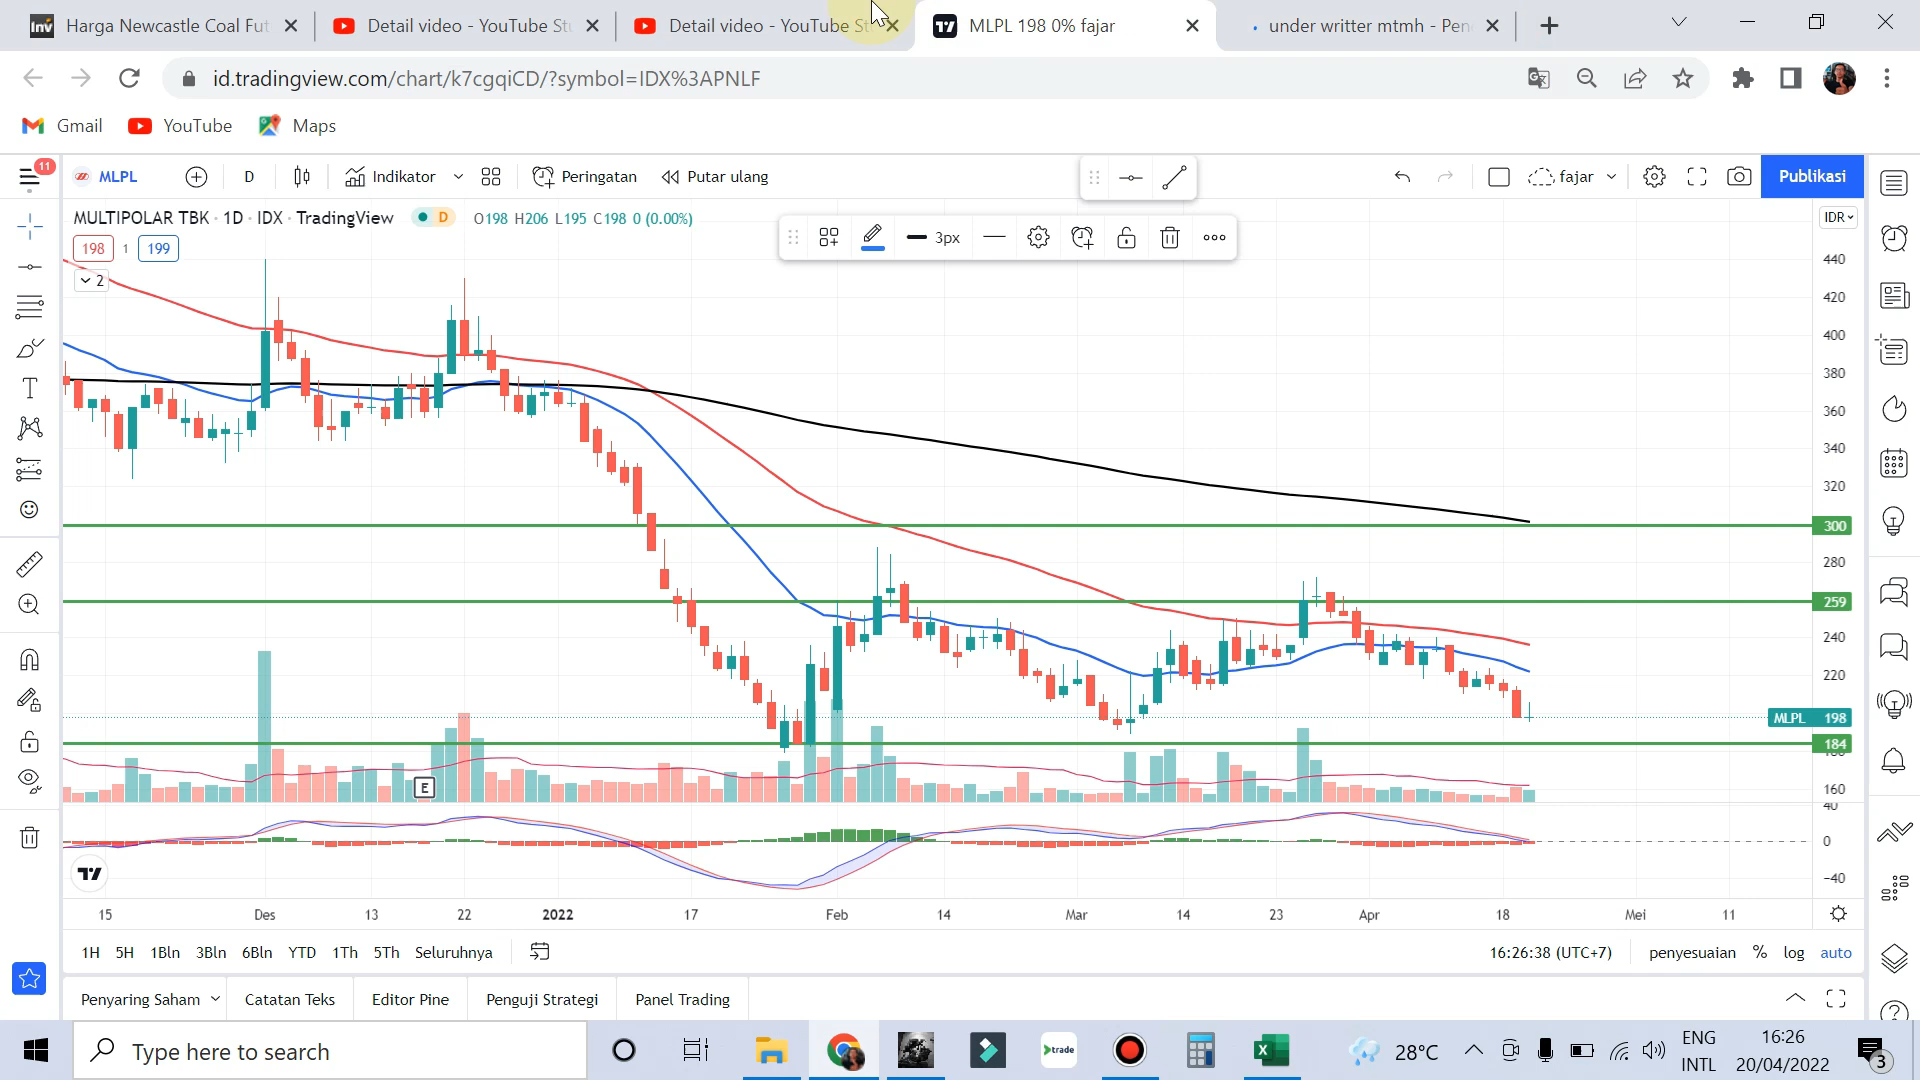 Harga Newcastle Coal Fut
Detail video - YouTube St
Detail video - YouTube St
MLPL 198 0% fajar
under writter mtmh - Pen
id.tradingview.com/chart/k7cgqiCD/?symbol=IDX%3APNLF
Gmail
YouTube
Maps
11
MLPL
D
Indikator
Peringatan
Putar ulang
fajar
Publikasi
MULTIPOLAR TBK · 1D · IDX · TradingView
D
O198 H206 L195 C198 0 (0.00%)
IDR
198
1
199
2
3px
440
420
400
380
360
340
320
300
280
259
240
220
MLPL 198
184
160
40
0
−40
E
15
Des
13
22
2022
17
Feb
14
Mar
14
23
Apr
18
Mei
11
1H
5H
1Bln
3Bln
6Bln
YTD
1Th
5Th
Seluruhnya
16:26:38 (UTC+7)
penyesuaian
%
log
auto
Penyaring Saham
Catatan Teks
Editor Pine
Penguji Strategi
Panel Trading
Type here to search
trade
28°C
ENG
INTL
16:26
20/04/2022
3